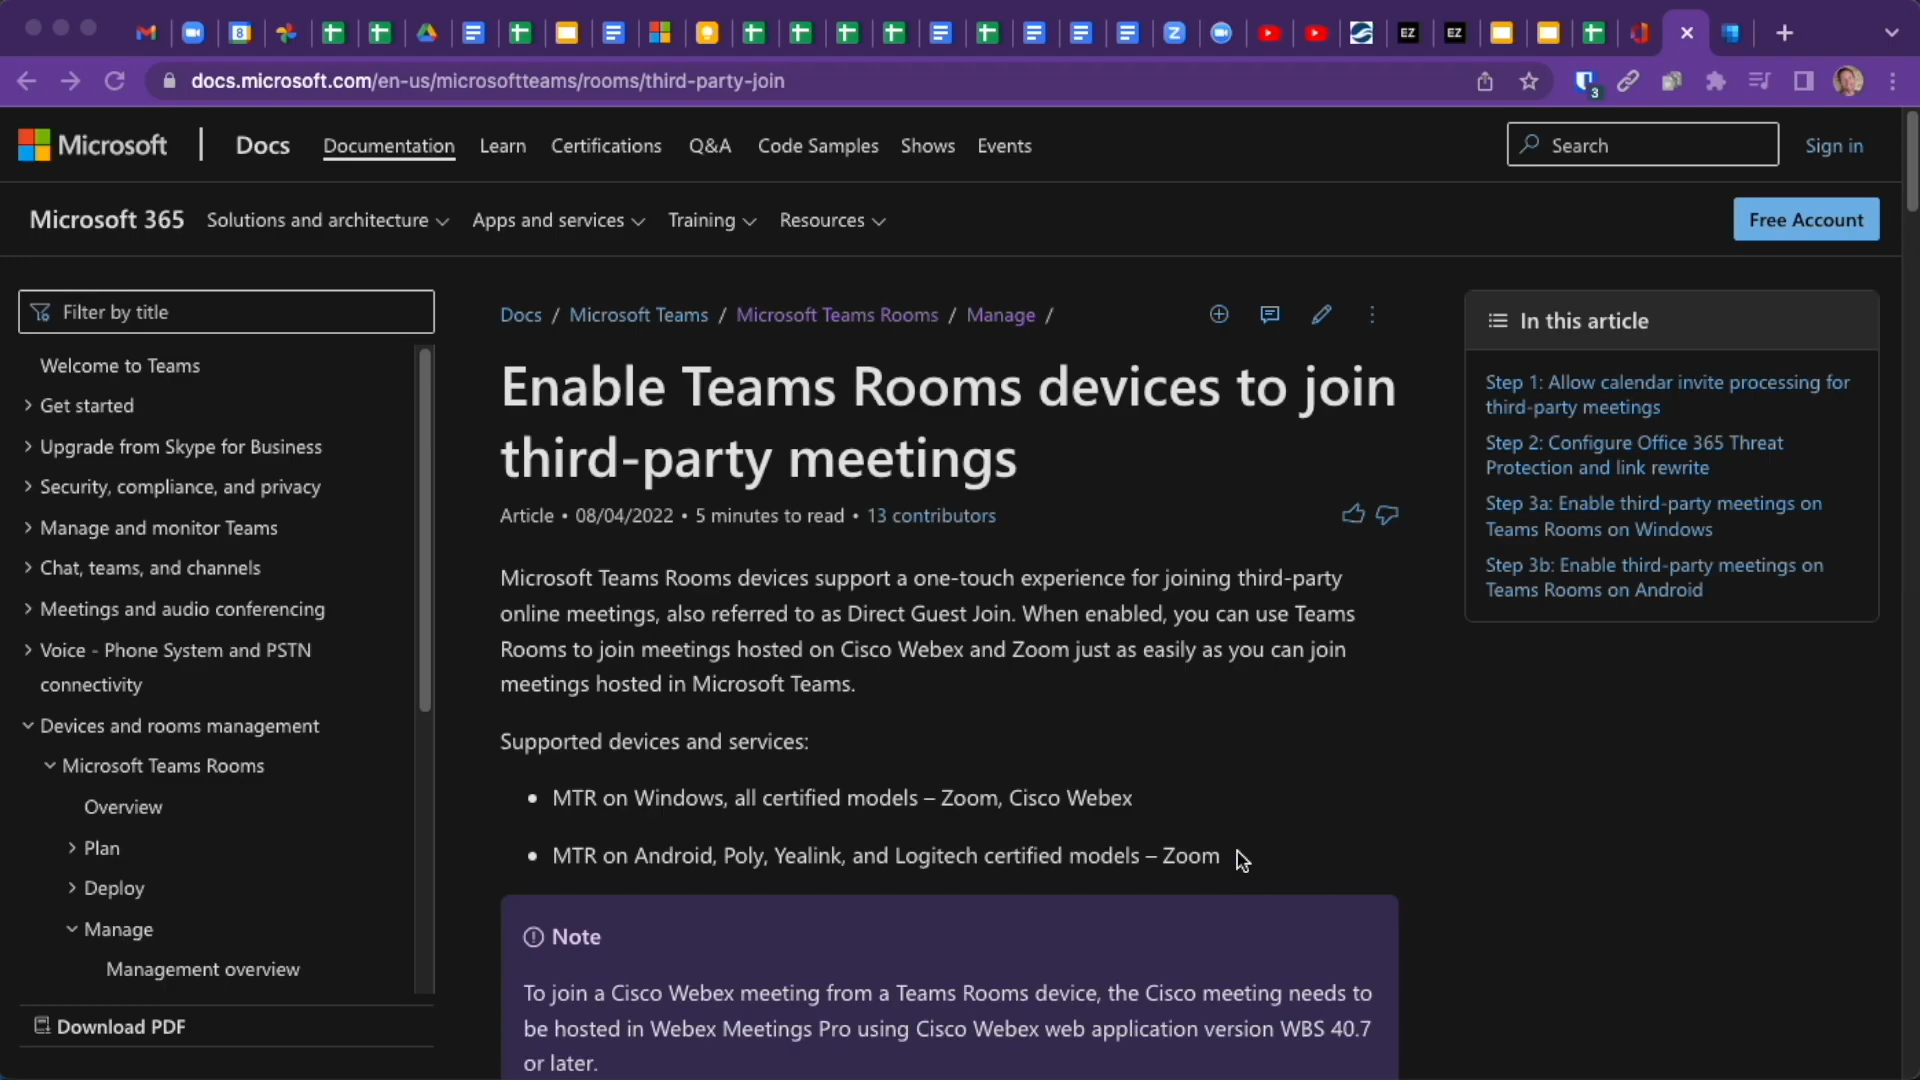 8
Z
EZ
EZ
docs.microsoft.com/en-us/microsoftteams/rooms/third-party-join
3
Microsoft | Docs Documentation Learn Certifications Q&A Code Samples Shows Events
Search
Sign in
Microsoft 365 Solutions and architecture Apps and services Training Resources
Free Account
Filter by title
Welcome to Teams
Get started
Upgrade from Skype for Business
Security, compliance, and privacy
Manage and monitor Teams
Chat, teams, and channels
Meetings and audio conferencing
Voice - Phone System and PSTN
connectivity
Devices and rooms management
Microsoft Teams Rooms
Overview
Plan
Deploy
Manage
Management overview
Download PDF
Docs / Microsoft Teams / Microsoft Teams Rooms / Manage /
Enable Teams Rooms devices to join
third-party meetings
Article • 08/04/2022 • 5 minutes to read • 13 contributors
Microsoft Teams Rooms devices support a one-touch experience for joining third-party
online meetings, also referred to as Direct Guest Join. When enabled, you can use Teams
Rooms to join meetings hosted on Cisco Webex and Zoom just as easily as you can join
meetings hosted in Microsoft Teams.
Supported devices and services:
• MTR on Windows, all certified models – Zoom, Cisco Webex
• MTR on Android, Poly, Yealink, and Logitech certified models – Zoom
Note
To join a Cisco Webex meeting from a Teams Rooms device, the Cisco meeting needs to
be hosted in Webex Meetings Pro using Cisco Webex web application version WBS 40.7
or later.
In this article
Step 1: Allow calendar invite processing for
third-party meetings
Step 2: Configure Office 365 Threat
Protection and link rewrite
Step 3a: Enable third-party meetings on
Teams Rooms on Windows
Step 3b: Enable third-party meetings on
Teams Rooms on Android